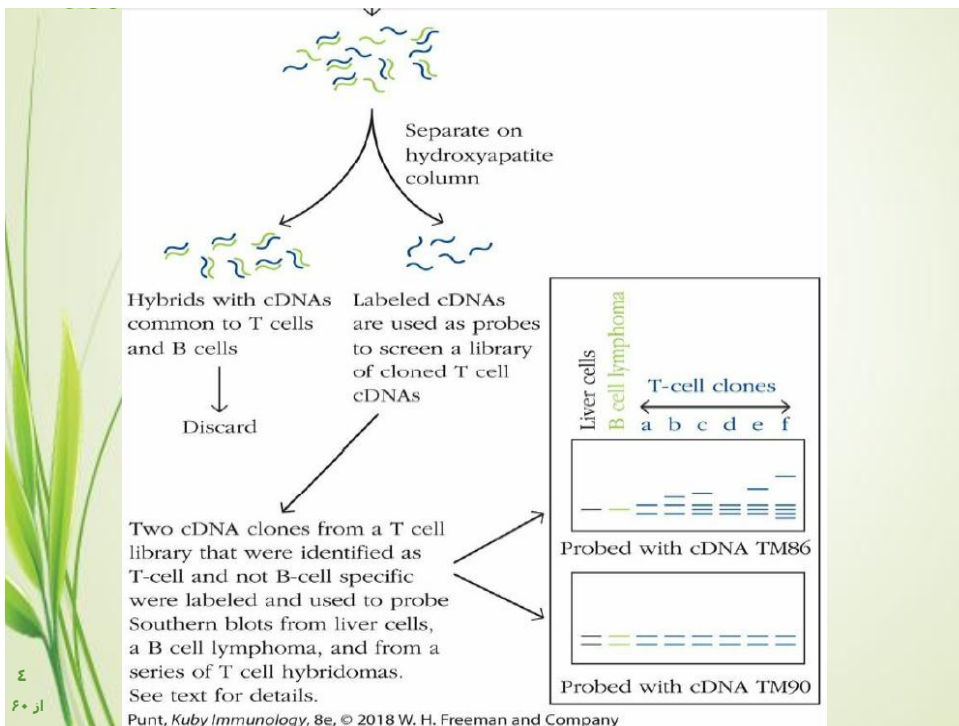 Separate on
hydroxyapatite
column
Hybrids with cDNAs
common to T cells
and B cells
Discard
Labeled cDNAs
are used as probes
to screen a library
of cloned T cell
cDNAs
Two cDNA clones from a T cell
library that were identified as
T-cell and not B-cell specific
were labeled and used to probe
Southern blots from liver cells,
a B cell lymphoma, and from a
series of T cell hybridomas.
See text for details.
Liver cells
B cell lymphoma
T-cell clones
a b c d e f
Probed with cDNA TM86
Probed with cDNA TM90
٤
از ۶۰
Punt, Kuby Immunology, 8e, © 2018 W. H. Freeman and Company